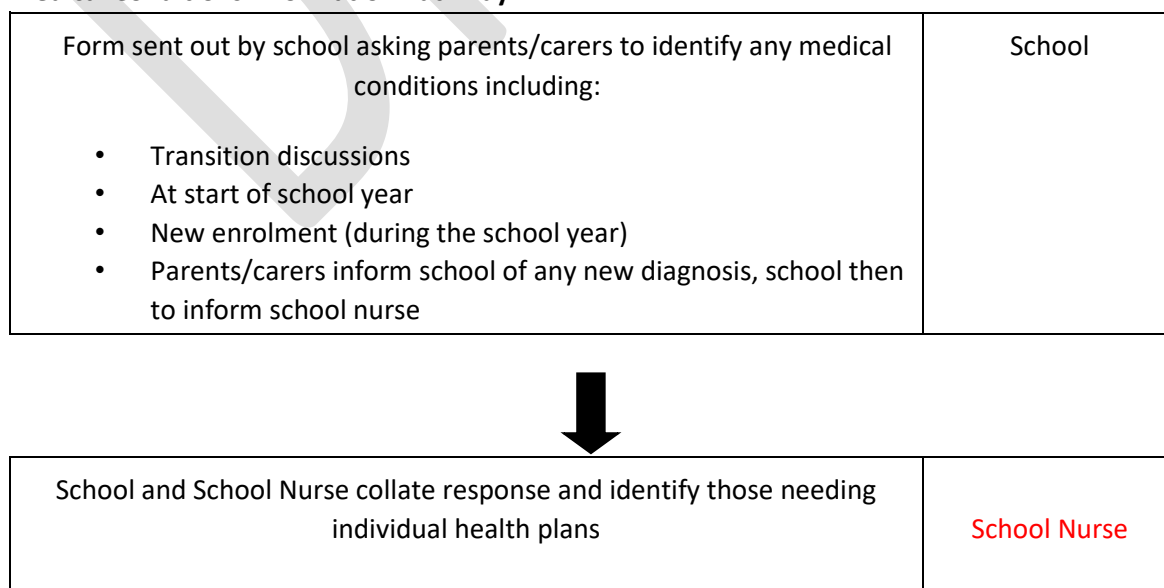 Form sent out by school asking parents/carers to identify any medical
School
conditions including:
• Transition discussions
• At start of school year
• New enrolment (during the school year)
• Parents/carers inform school of any new diagnosis, school then
to inform school nurse
School and School Nurse collate response and identify those needing
individual health plans
School Nurse